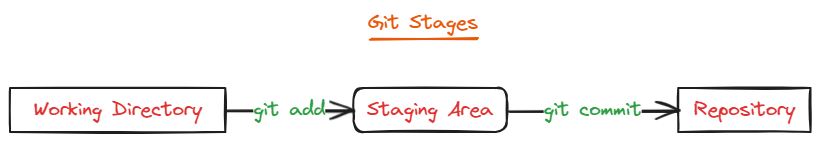 Git Stages
Working Directory
git add
Staging Area
git commit
Repository